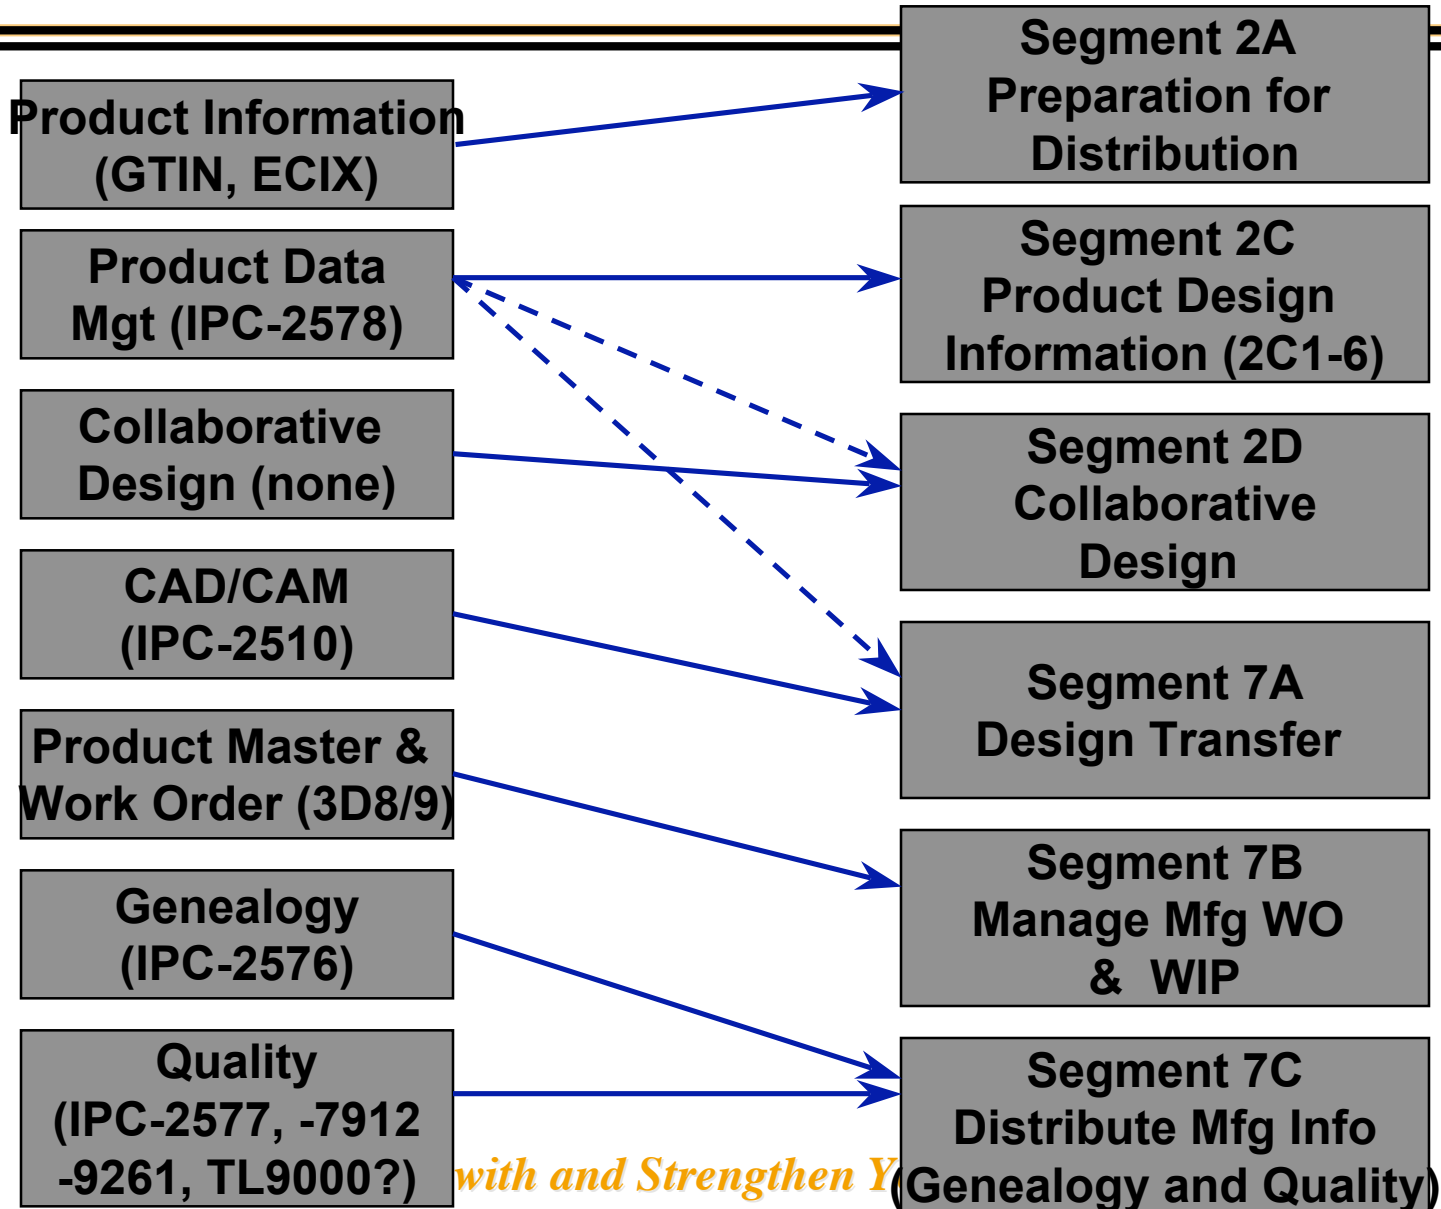 Product Information
(GTIN, ECIX)
Product Data
Mgt (IPC-2578)
Collaborative
Design (none)
CAD/CAM
(IPC-2510)
Product Master &
Work Order (3D8/9)
Genealogy
(IPC-2576)
Quality
(IPC-2577, -7912
-9261, TL9000?)
Segment 2A
Preparation for
Distribution
Segment 2C
Product Design
Information (2C1-6)
Segment 2D
Collaborative
Design
Segment 7A
Design Transfer
Segment 7B
Manage Mfg WO
& WIP
Segment 7C
Distribute Mfg Info
(Genealogy and Quality)
with and Strengthen Y